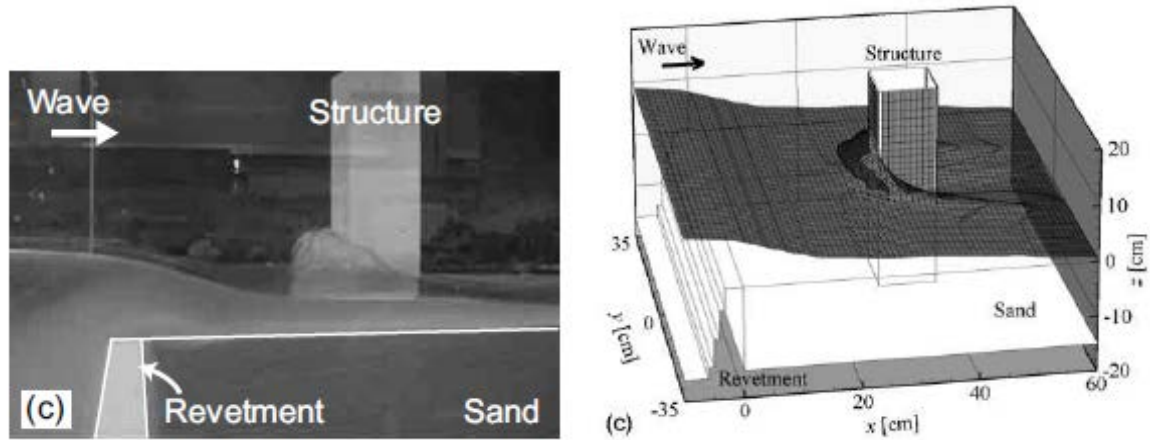 Wave
Structure
(c)
Revetment
Sand
Wave
Structure
20
10
0
-10
-20
z [cm]
35
0
-35
y [cm]
Sand
Revetment
0
20
40
60
x [cm]
(c)